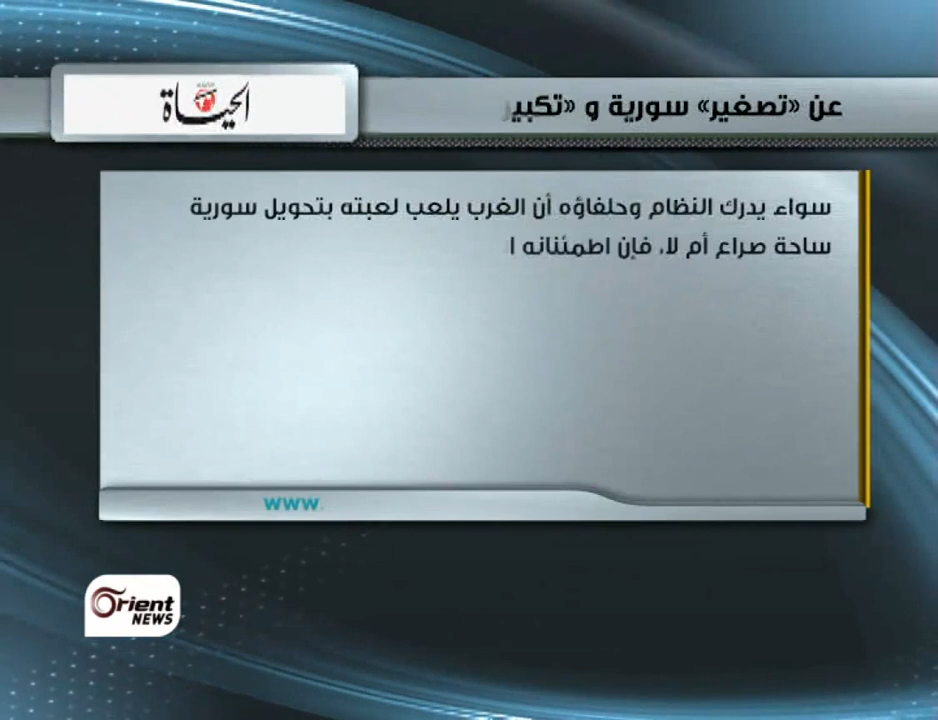 الحياة
عن «تصغير» سورية و «تكبير
سواء يدرك النظام وحلفاؤه أن الغرب يلعب لعبته بتحويل سورية
ساحة صراع أم لا، فإن اطمئنانه ا
www.
Orient
NEWS